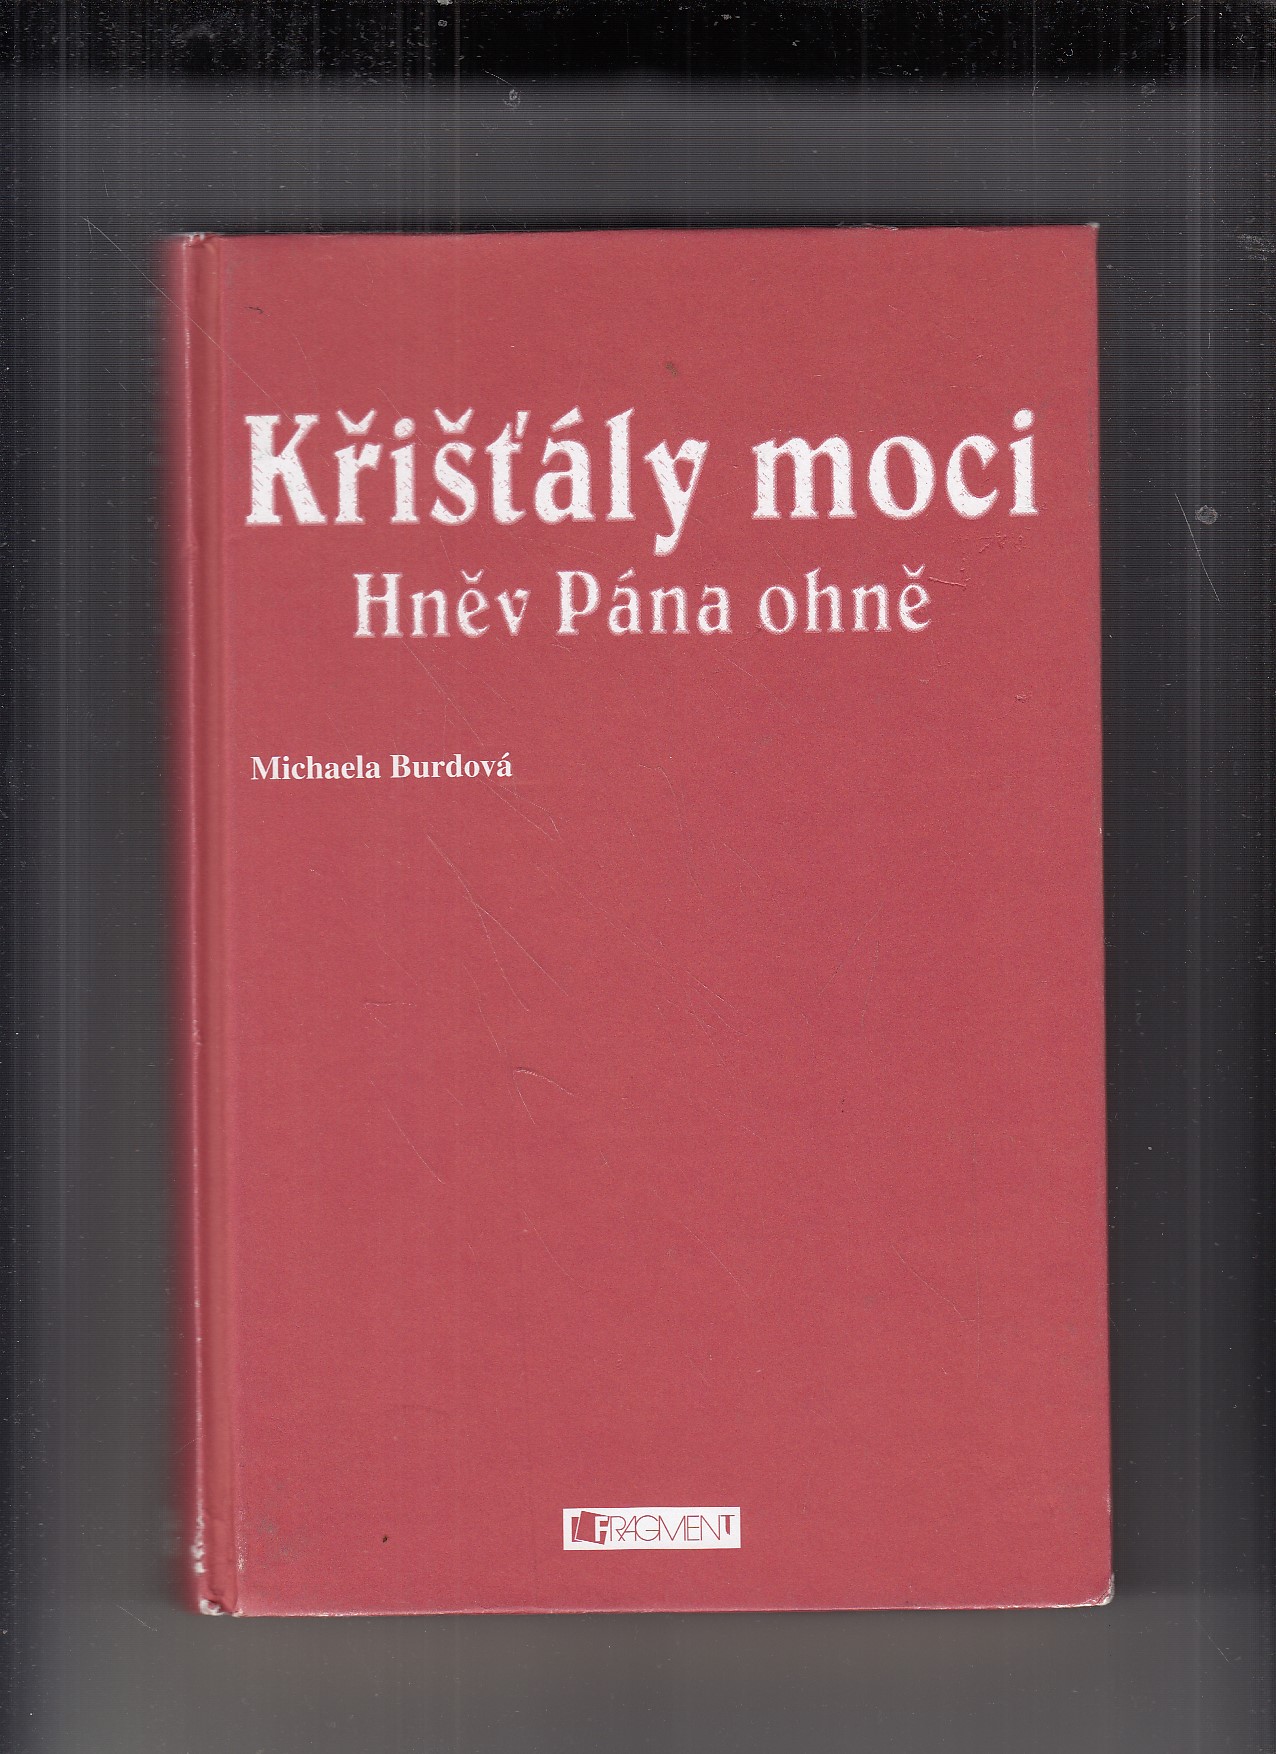 Křišťály moci
Hněv Pána ohně
Michaela Burdová
FRAGMENT